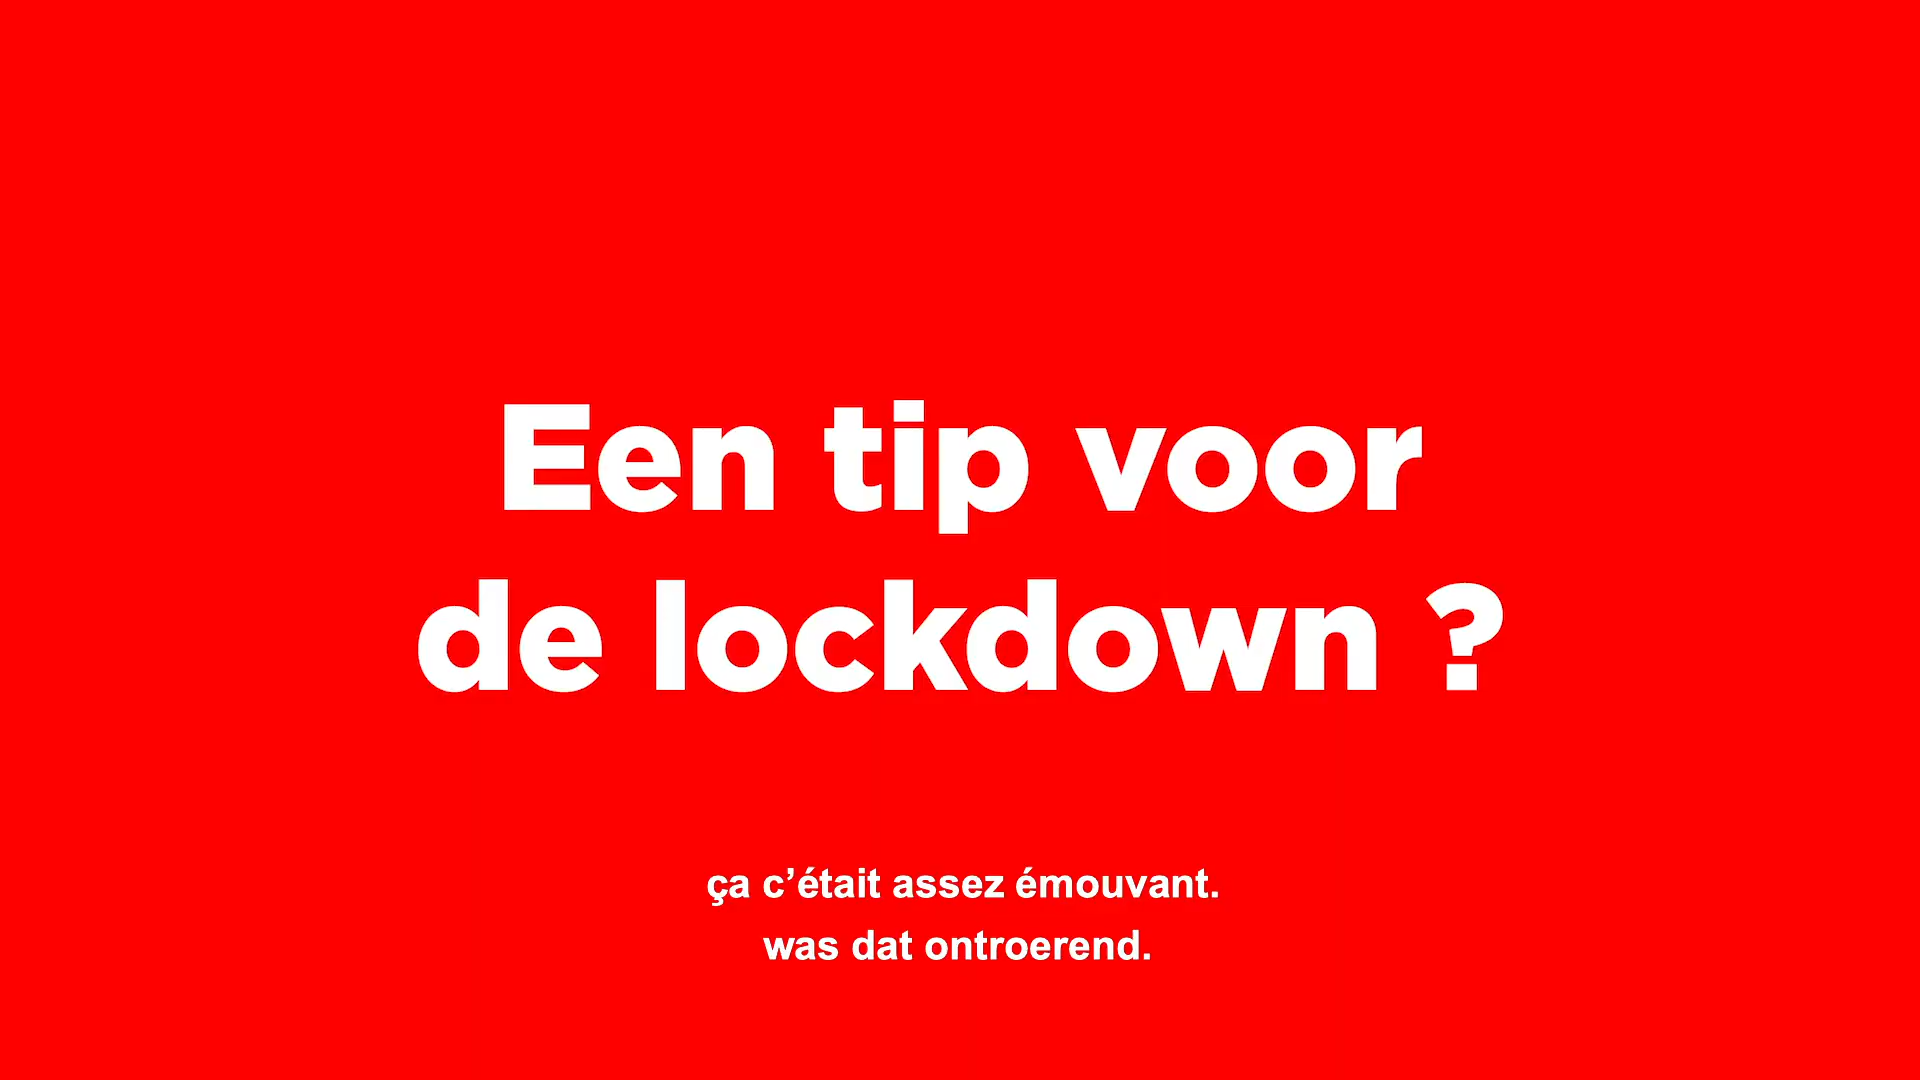 Een tip voor
de lockdown ?
ça c’était assez émouvant.
was dat ontroerend.